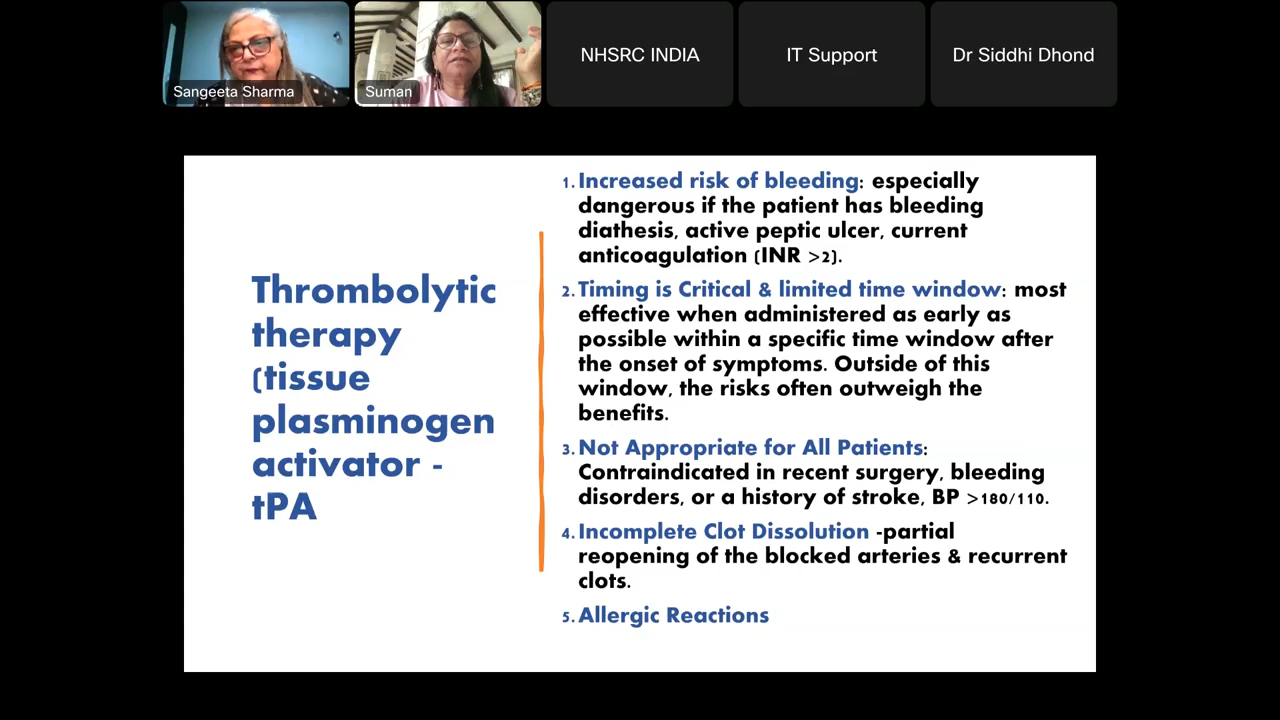 Sangeeta Sharma
Suman
NHSRC INDIA
IT Support
Dr Siddhi Dhond
Thrombolytic
therapy
(tissue
plasminogen
activator -
tPA
1. Increased risk of bleeding: especially
dangerous if the patient has bleeding
diathesis, active peptic ulcer, current
anticoagulation (INR >2).
2. Timing is Critical & limited time window: most
effective when administered as early as
possible within a specific time window after
the onset of symptoms. Outside of this
window, the risks often outweigh the
benefits.
3. Not Appropriate for All Patients:
Contraindicated in recent surgery, bleeding
disorders, or a history of stroke, BP >180/110.
4. Incomplete Clot Dissolution -partial
reopening of the blocked arteries & recurrent
clots.
5. Allergic Reactions